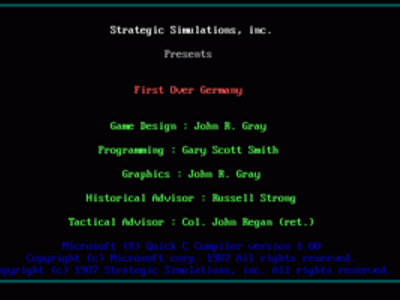 Strategic Simulations, inc.
Presents
First Over Germany
Game Design : John R. Gray
Programming : Gary Scott Smith
Graphics : John R. Gray
Historical Advisor : Russell Strong
Tactical Advisor : Col. John Regan (ret.)
Microsoft (R) Quick C Compiler version 1.00
Copyright (c) Microsoft corp. 1987 All rights reserved.
opyright (c) 1987 Strategic Simulations, inc. All rights reserved.